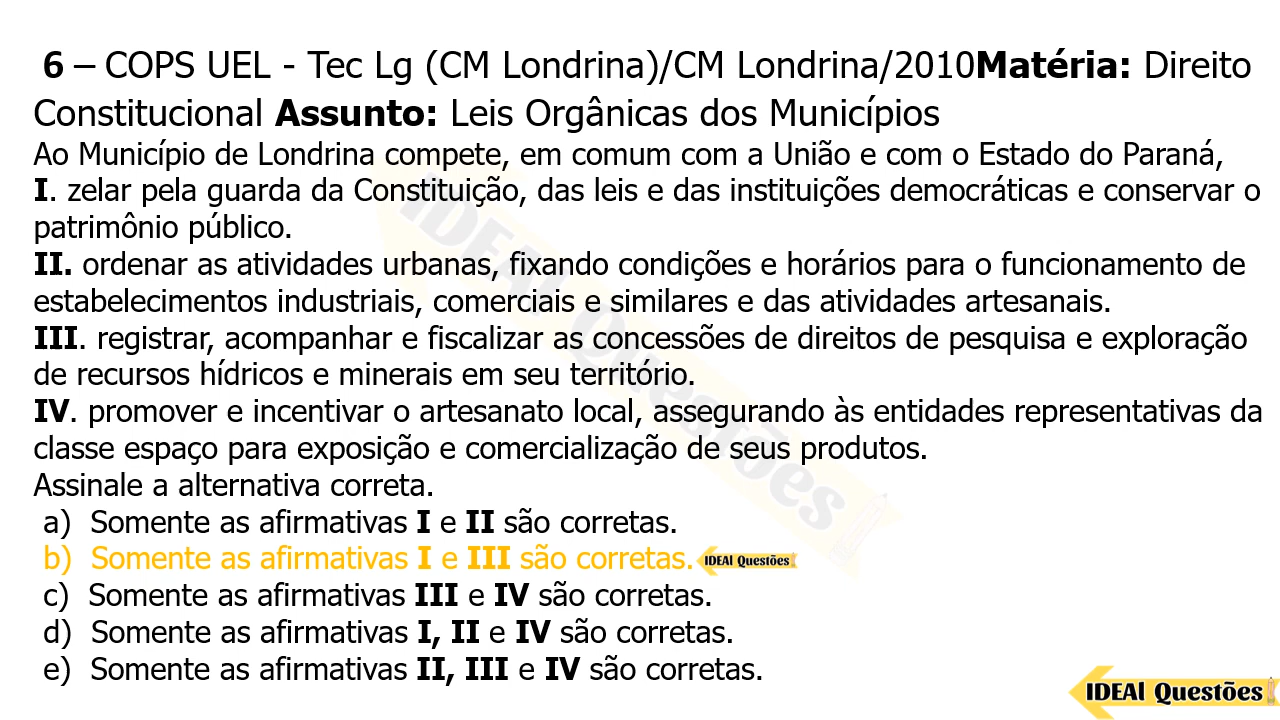 6 – COPS UEL - Tec Lg (CM Londrina)/CM Londrina/2010Matéria: Direito
Constitucional Assunto: Leis Orgânicas dos Municípios
Ao Município de Londrina compete, em comum com a União e com o Estado do Paraná,
I. zelar pela guarda da Constituição, das leis e das instituições democráticas e conservar o
patrimônio público.
II. ordenar as atividades urbanas, fixando condições e horários para o funcionamento de
estabelecimentos industriais, comerciais e similares e das atividades artesanais.
III. registrar, acompanhar e fiscalizar as concessões de direitos de pesquisa e exploração
de recursos hídricos e minerais em seu território.
IV. promover e incentivar o artesanato local, assegurando às entidades representativas da
classe espaço para exposição e comercialização de seus produtos.
Assinale a alternativa correta.
a) Somente as afirmativas I e II são corretas.
b) Somente as afirmativas I e III são corretas. IDEAl Questões
c) Somente as afirmativas III e IV são corretas.
d) Somente as afirmativas I, II e IV são corretas.
e) Somente as afirmativas II, III e IV são corretas.
IDEAl Questões
IDEAl Questões